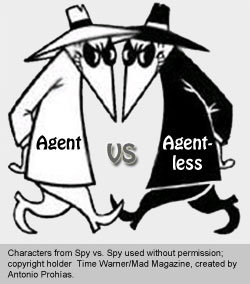 Agent
vs
Agent-
less
Characters from Spy vs. Spy used without permission;
copyright holder Time Warner/Mad Magazine, created by
Antonio Prohias.